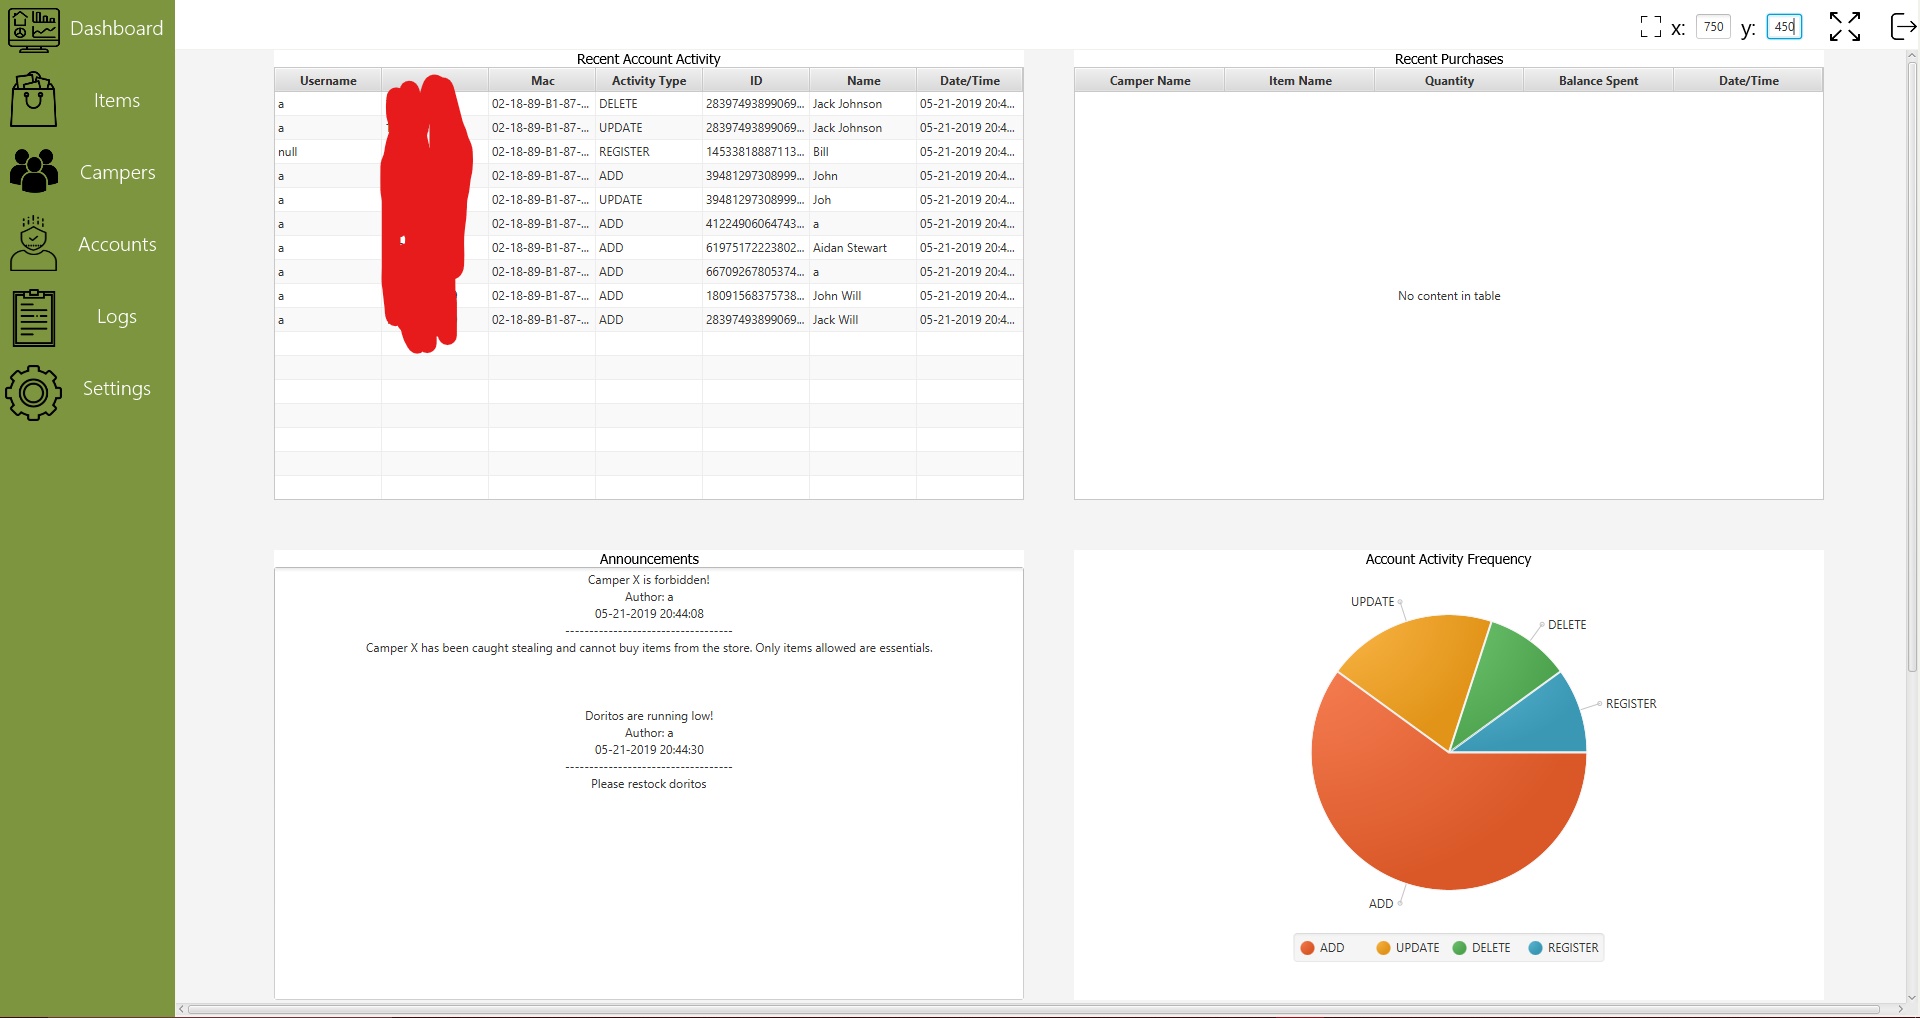 Dashboard
Items
Campers
Accounts
Logs
Settings
x: 750 y: 450
Recent Account Activity
Username Mac Activity Type ID Name Date/Time
a 02-18-89-B1-87-... DELETE 28397493899069... Jack Johnson 05-21-2019 20:4...
a 02-18-89-B1-87-... UPDATE 28397493899069... Jack Johnson 05-21-2019 20:4...
null 02-18-89-B1-87-... REGISTER 14533818887113... Bill 05-21-2019 20:4...
a 02-18-89-B1-87-... ADD 39481297308999... John 05-21-2019 20:4...
a 02-18-89-B1-87-... UPDATE 39481297308999... Joh 05-21-2019 20:4...
a 02-18-89-B1-87-... ADD 41224906064743... a 05-21-2019 20:4...
a 02-18-89-B1-87-... ADD 61975172223802... Aidan Stewart 05-21-2019 20:4...
a 02-18-89-B1-87-... ADD 66709267805374... a 05-21-2019 20:4...
a 02-18-89-B1-87-... ADD 18091568375738... John Will 05-21-2019 20:4...
a 02-18-89-B1-87-... ADD 28397493899069... Jack Will 05-21-2019 20:4...
Recent Purchases
Camper Name Item Name Quantity Balance Spent Date/Time
No content in table
Announcements
Camper X is forbidden!
Author: a
05-21-2019 20:44:08
----------------------------------
Camper X has been caught stealing and cannot buy items from the store. Only items allowed are essentials.
Doritos are running low!
Author: a
05-21-2019 20:44:30
----------------------------------
Please restock doritos
Account Activity Frequency
UPDATE
DELETE
REGISTER
ADD
ADD UPDATE DELETE REGISTER